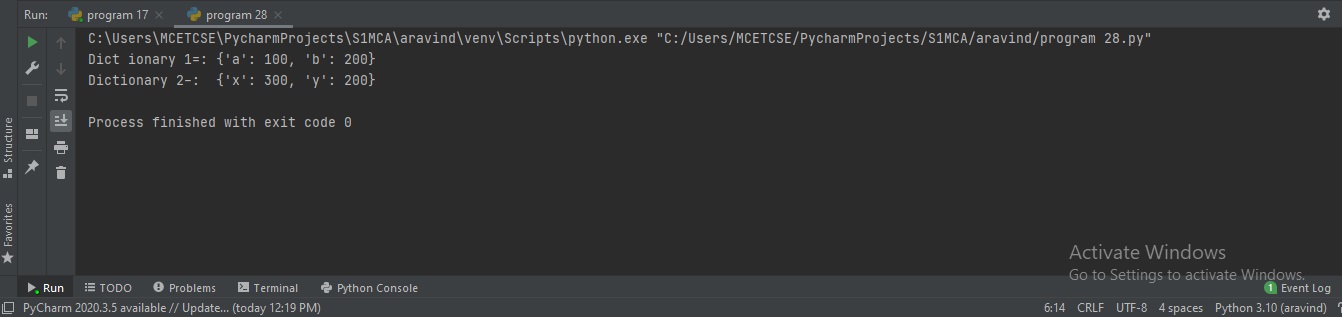 Run: program 17 program 28
C:\Users\MCETCSE\PycharmProjects\S1MCA\aravind\venv\Scripts\python.exe "C:/Users/MCETCSE/PycharmProjects/S1MCA/aravind/program 28.py"
Dict ionary 1=: {'a': 100, 'b': 200}
Dictionary 2-:  {'x': 300, 'y': 200}
Process finished with exit code 0
Structure
Favorites
Activate Windows
Go to Settings to activate Windows.
Run TODO Problems Terminal Python Console 1 Event Log
PyCharm 2020.3.5 available // Update... (today 12:19 PM) 6:14 CRLF UTF-8 4 spaces Python 3.10 (aravind)